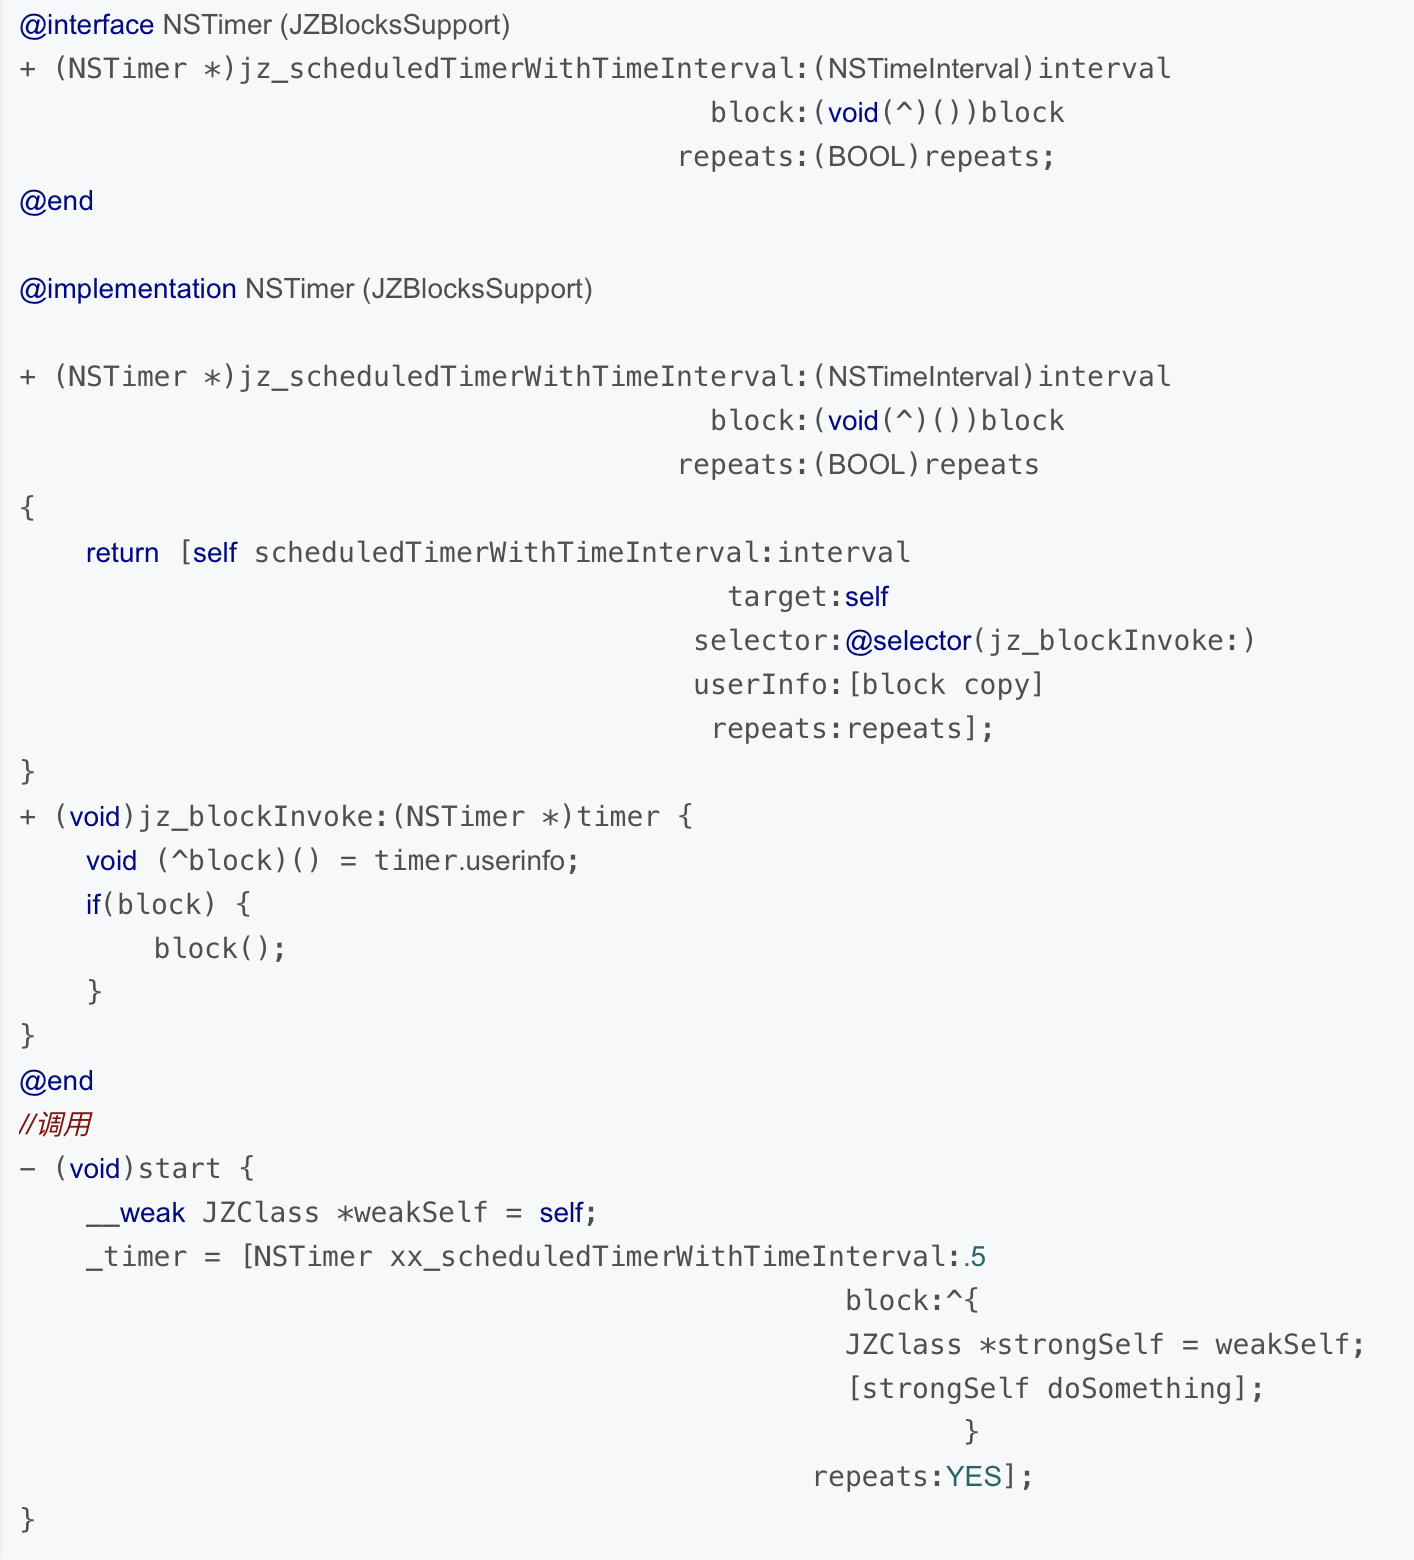 @interface NSTimer (JZBlocksSupport)
+ (NSTimer *)jz_scheduledTimerWithTimeInterval:(NSTimeInterval)interval
block:(void(^)())block
repeats:(BOOL)repeats;
@end
@implementation NSTimer (JZBlocksSupport)
+ (NSTimer *)jz_scheduledTimerWithTimeInterval:(NSTimeInterval)interval
block:(void(^)())block
repeats:(BOOL)repeats
{
return [self scheduledTimerWithTimeInterval:interval
target:self
selector:@selector(jz_blockInvoke:)
userInfo:[block copy]
repeats:repeats];
}
+ (void)jz_blockInvoke:(NSTimer *)timer {
void (^block)() = timer.userinfo;
if(block) {
block();
}
}
@end
//调用
- (void)start {
__weak JZClass *weakSelf = self;
_timer = [NSTimer xx_scheduledTimerWithTimeInterval:.5
block:^{
JZClass *strongSelf = weakSelf;
[strongSelf doSomething];
}
repeats:YES];
}